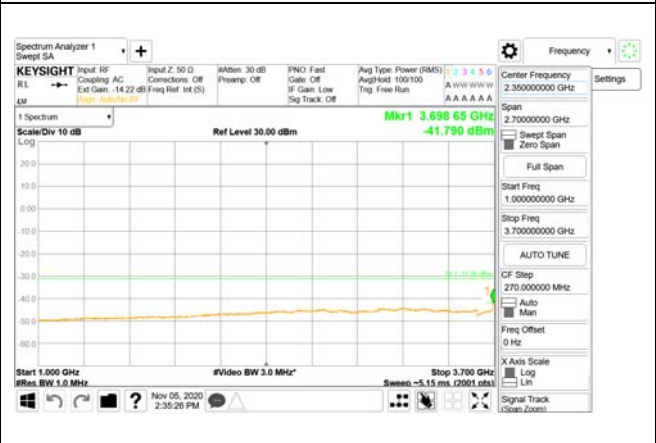 Spectrum Analyzer 1
Swept SA
Frequency
KEYSIGHT
RL
Input: RF
Coupling: AC
Ext Gain: -14.22 dB
Align: Auto/No RF
Input Z: 50 Ω
Corrections: Off
Freq Ref: Int (S)
#Atten: 30 dB
Preamp: Off
PNO: Fast
Gate: Off
IF Gain: Low
Sig Track: Off
Avg Type: Power (RMS)
Avg|Hold: 100/100
Trig: Free Run
1 2 3 4 5 6
A W W W W W
A A A A A A
1 Spectrum
Scale/Div 10 dB
Ref Level 30.00 dBm
Mkr1 3.698 65 GHz
-41.790 dBm
Log
20.0
10.0
0.00
-10.0
-20.0
-30.0
-40.0
-50.0
-60.0
1
Start 1.000 GHz
#Video BW 3.0 MHz*
Stop 3.700 GHz
#Res BW 1.0 MHz
Sweep ~5.15 ms (2001 pts)
Nov 05, 2020
2:35:26 PM
Center Frequency
2.350000000 GHz
Settings
Span
2.70000000 GHz
Swept Span
Zero Span
Full Span
Start Freq
1.000000000 GHz
Stop Freq
3.700000000 GHz
AUTO TUNE
CF Step
270.000000 MHz
Auto
Man
Freq Offset
0 Hz
X Axis Scale
Log
Lin
Signal Track
(Span Zoom)